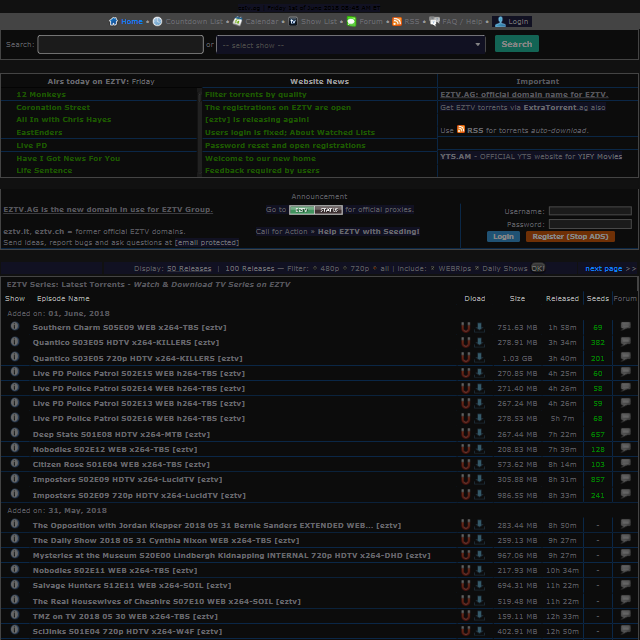 Home • Countdown List • Calendar • Show List • Forum • RSS • FAQ / Help • Login
Search: or -- select show -- Search
Airs today on EZTV: Friday
12 Monkeys
Coronation Street
All In with Chris Hayes
EastEnders
Live PD
Have I Got News For You
Life Sentence
Website News
Filter torrents by quality
The registrations on EZTV are open
[eztv] is releasing again!
Users login is fixed; About Watched Lists
Password reset and open registrations
Welcome to our new home
Feedback required by users
Important
EZTV.AG: official domain name for EZTV.
Get EZTV torrents via ExtraTorrent.ag also
Use RSS for torrents auto-download.
YTS.AM - OFFICIAL YTS website for YIFY Movies
Announcement
EZTV.AG is the new domain in use for EZTV Group.
Go to EZTV STATUS for official proxies.
eztv.it, eztv.ch = former official EZTV domains.
Call for Action » Help EZTV with Seeding!
Send ideas, report bugs and ask questions at [email protected]
Username:
Password:
Login Register (Stop ADS)
Display: 50 Releases | 100 Releases — Filter: 480p 720p all | Include: WEBRips Daily Shows OK! next page >>
EZTV Series: Latest Torrents - Watch & Download TV Series on EZTV
Show Episode Name Dload Size Released Seeds Forum
Added on: 01, June, 2018
Southern Charm S05E09 WEB x264-TBS [eztv] 751.63 MB 1h 58m 69
Quantico S03E05 HDTV x264-KILLERS [eztv] 278.91 MB 3h 34m 382
Quantico S03E05 720p HDTV x264-KILLERS [eztv] 1.03 GB 3h 40m 201
Live PD Police Patrol S02E15 WEB h264-TBS [eztv] 270.85 MB 4h 25m 60
Live PD Police Patrol S02E14 WEB h264-TBS [eztv] 271.40 MB 4h 26m 58
Live PD Police Patrol S02E13 WEB h264-TBS [eztv] 267.24 MB 4h 26m 59
Live PD Police Patrol S02E16 WEB h264-TBS [eztv] 278.53 MB 5h 7m 68
Deep State S01E08 HDTV x264-MTB [eztv] 267.44 MB 7h 22m 697
Nobodies S02E12 WEB x264-TBS [eztv] 208.83 MB 7h 39m 128
Citizen Rose S01E04 WEB x264-TBS [eztv] 573.62 MB 8h 14m 103
Imposters S02E09 HDTV x264-LucidTV [eztv] 305.88 MB 8h 31m 857
Imposters S02E09 720p HDTV x264-LucidTV [eztv] 986.55 MB 8h 33m 241
Added on: 31, May, 2018
The Opposition with Jordan Klepper 2018 05 31 Bernie Sanders EXTENDED WEB... [eztv] 283.44 MB 8h 50m -
The Daily Show 2018 05 31 Cynthia Nixon WEB x264-TBS [eztv] 259.13 MB 9h 27m -
Mysteries at the Museum S20E00 Lindbergh Kidnapping INTERNAL 720p HDTV x264-DHD [eztv] 967.06 MB 9h 27m -
Nobodies S02E11 WEB x264-TBS [eztv] 217.93 MB 10h 34m -
Salvage Hunters S12E11 WEB x264-SOIL [eztv] 694.31 MB 11h 22m -
The Real Housewives of Cheshire S07E10 WEB x264-SOIL [eztv] 519.48 MB 11h 22m -
TMZ on TV 2018 05 30 WEB x264-TBS [eztv] 159.11 MB 12h 33m -
SciJinks S01E04 720p HDTV x264-W4F [eztv] 402.91 MB 12h 50m -